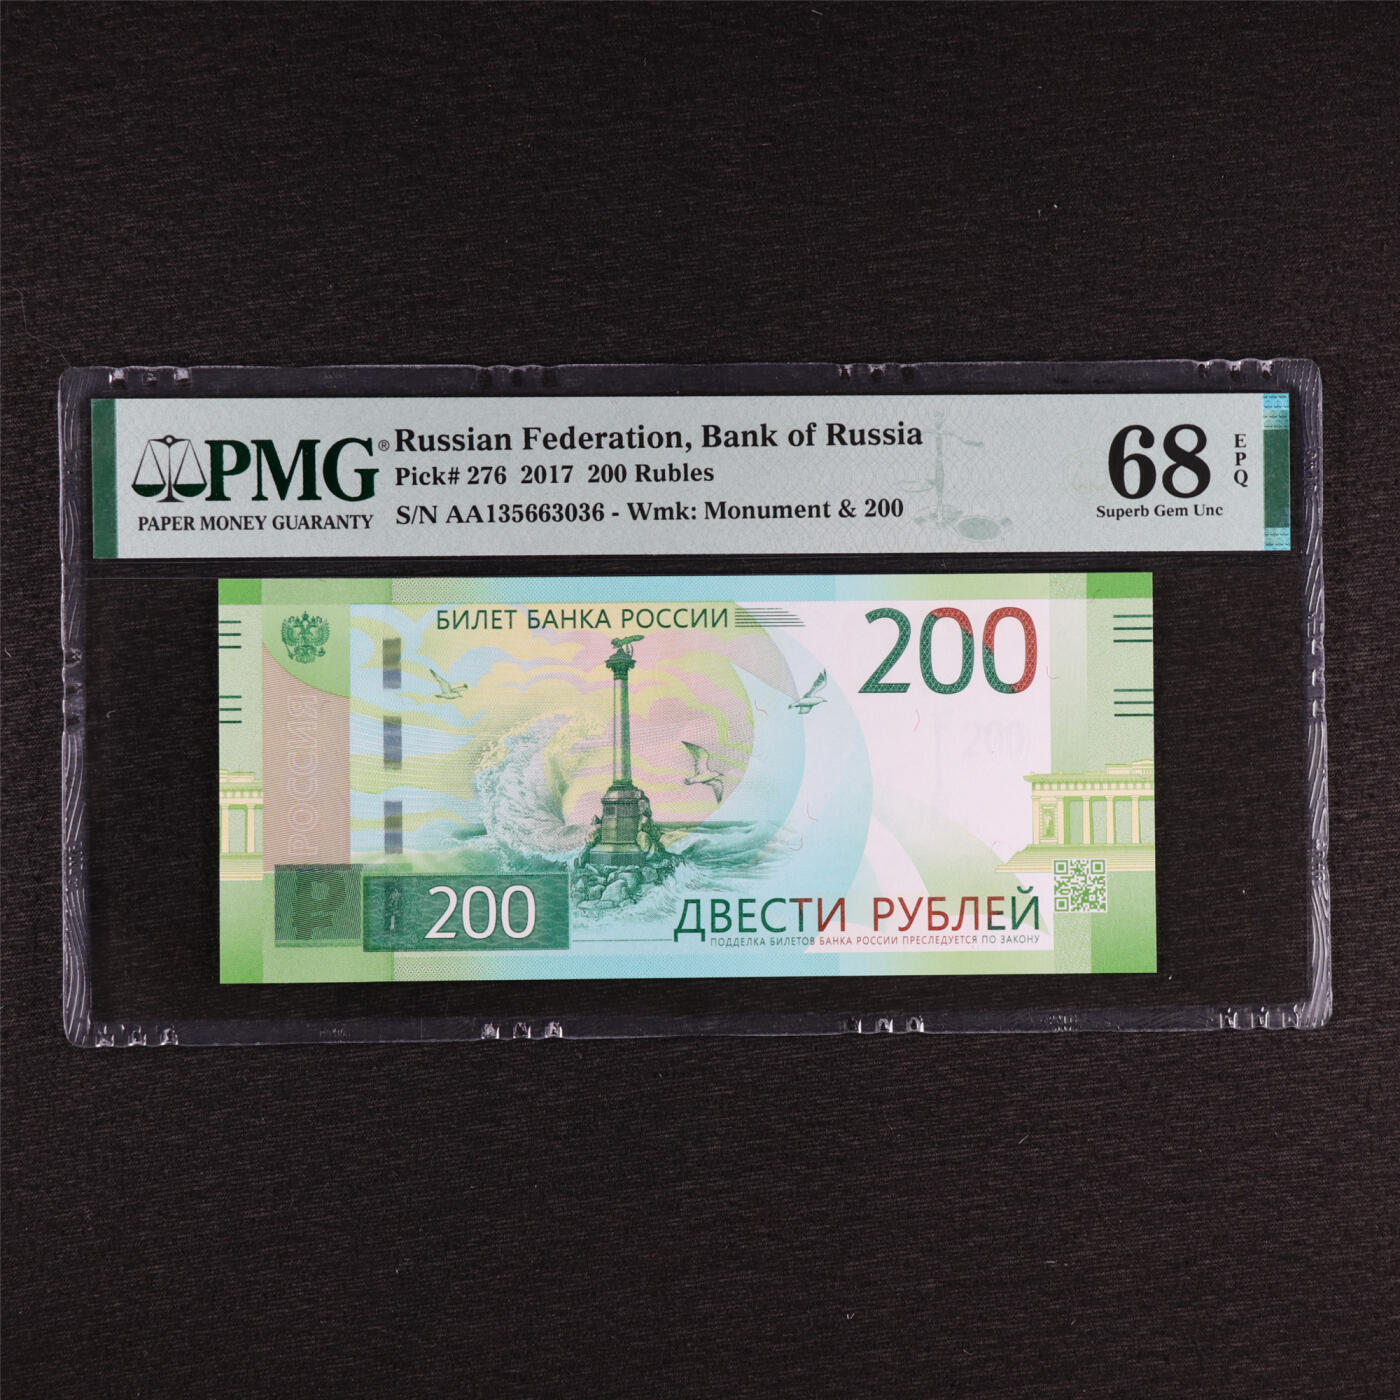 PMG®
PAPER MONEY GUARANTY
Russian Federation, Bank of Russia
Pick# 276 2017 200 Rubles
S/N AA135663036 - Wmk: Monument & 200
68
EPQ
Superb Gem Unc
БИЛЕТ БАНКА РОССИИ
200
РОССИЯ
200
200
ДВЕСТИ РУБЛЕЙ
ПОДДЕЛКА БИЛЕТОВ БАНКА РОССИИ ПРЕСЛЕДУЕТСЯ ПО ЗАКОНУ